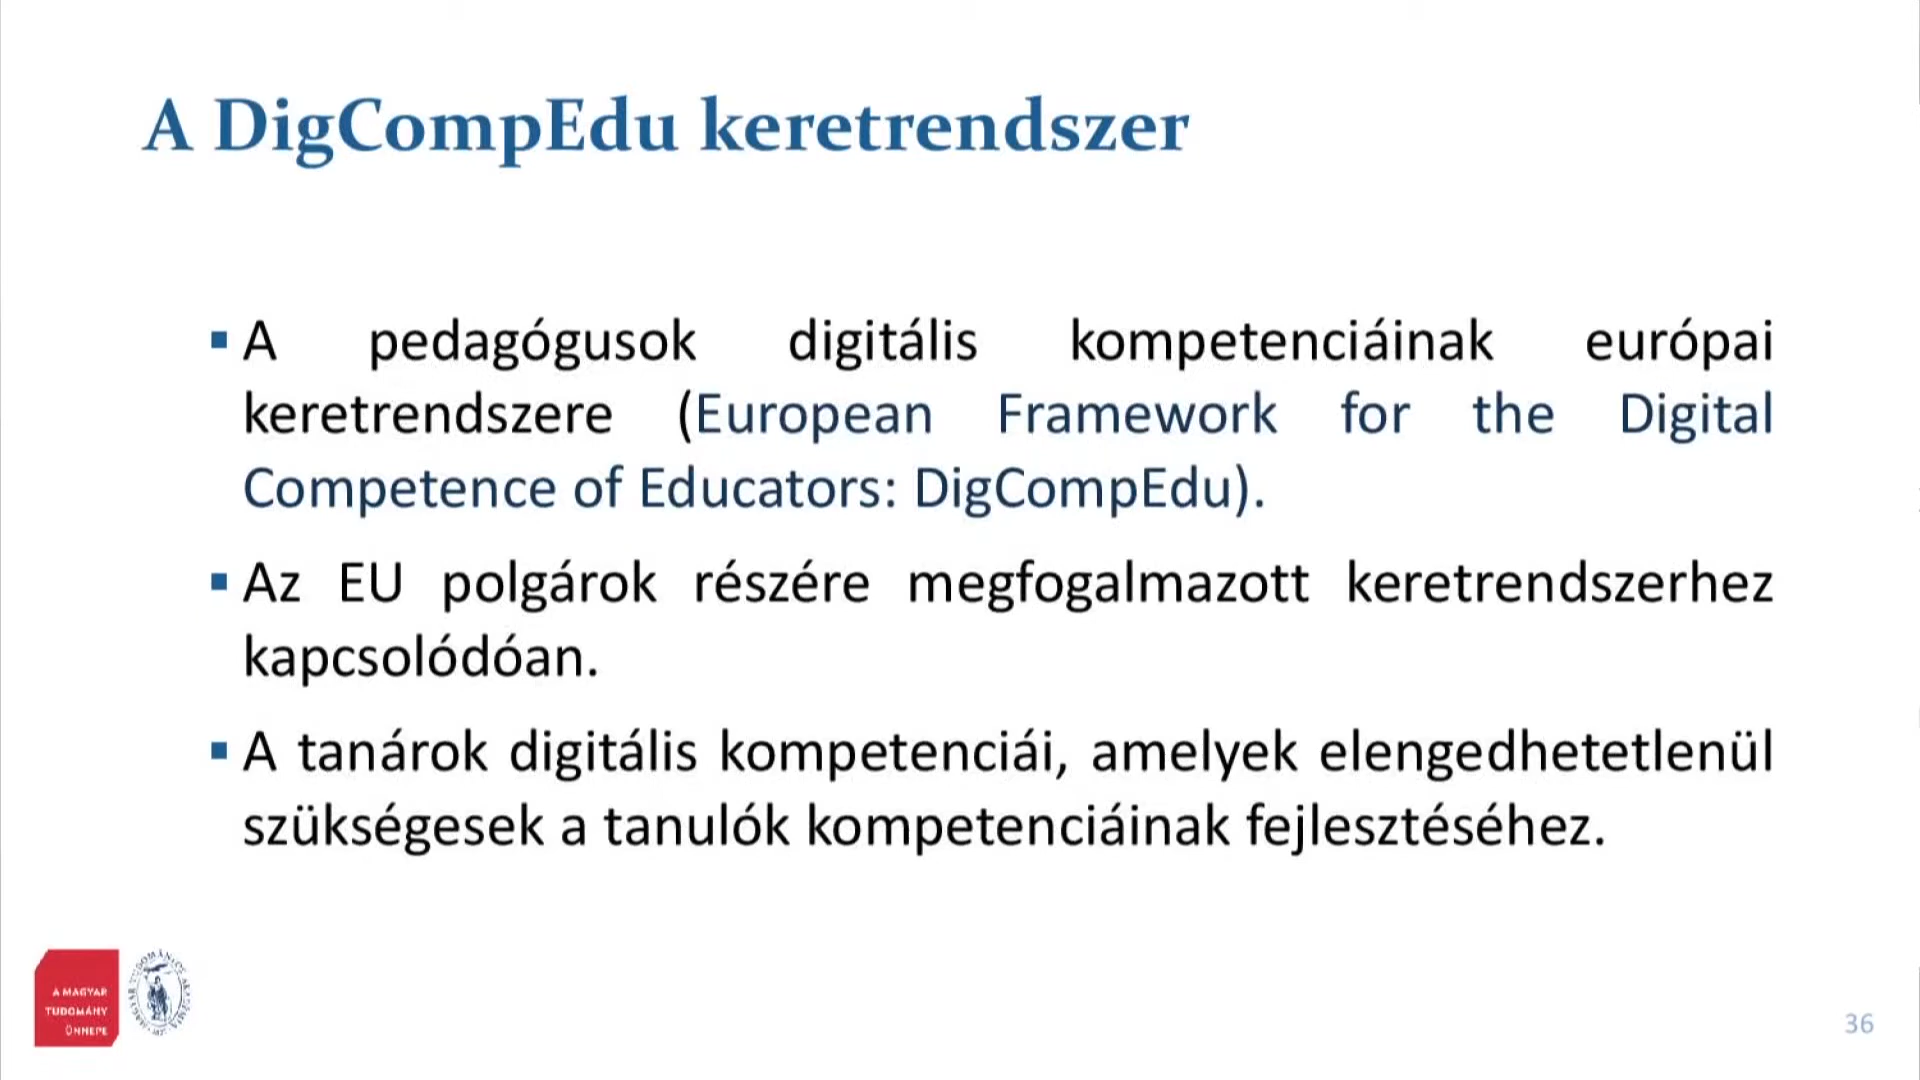 A DigCompEdu keretrendszer
▪ A pedagógusok digitális kompetenciáinak európai
keretrendszere (European Framework for the Digital
Competence of Educators: DigCompEdu).
▪ Az EU polgárok részére megfogalmazott keretrendszerhez
kapcsolódóan.
▪ A tanárok digitális kompetenciái, amelyek elengedhetetlenül
szükségesek a tanulók kompetenciáinak fejlesztéséhez.
A MAGYAR
TUDOMÁNY
ÜNNEPE
36